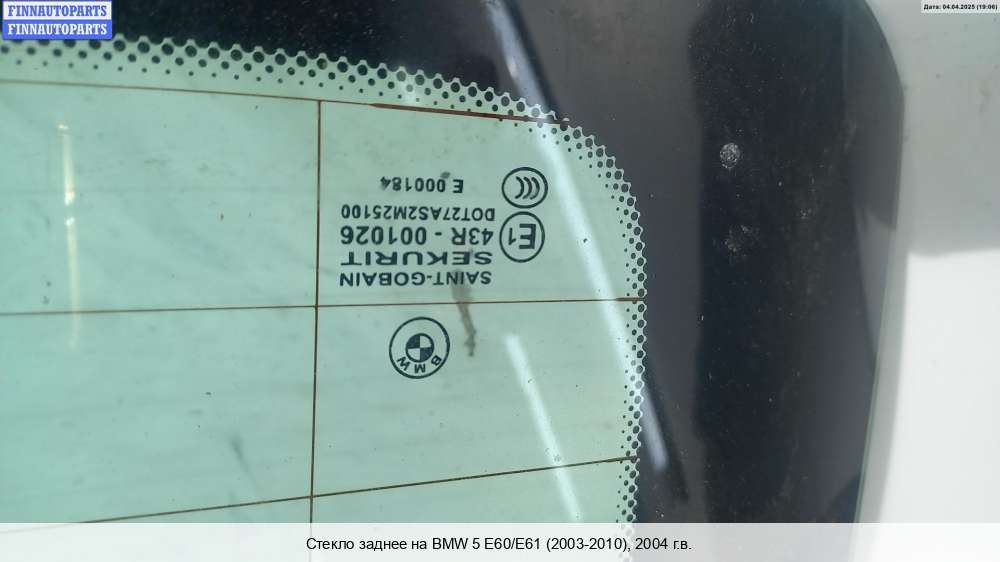 FINNAUTOPARTS
FINNAUTOPARTS
Дата: 04.04.2025 (19:06)
SAINT-GOBAIN
SEKURIT
E1 43R - 001026
DOT27AS2M25100
CCC E 000184
BMW
Стекло заднее на BMW 5 E60/E61 (2003-2010), 2004 г.в.